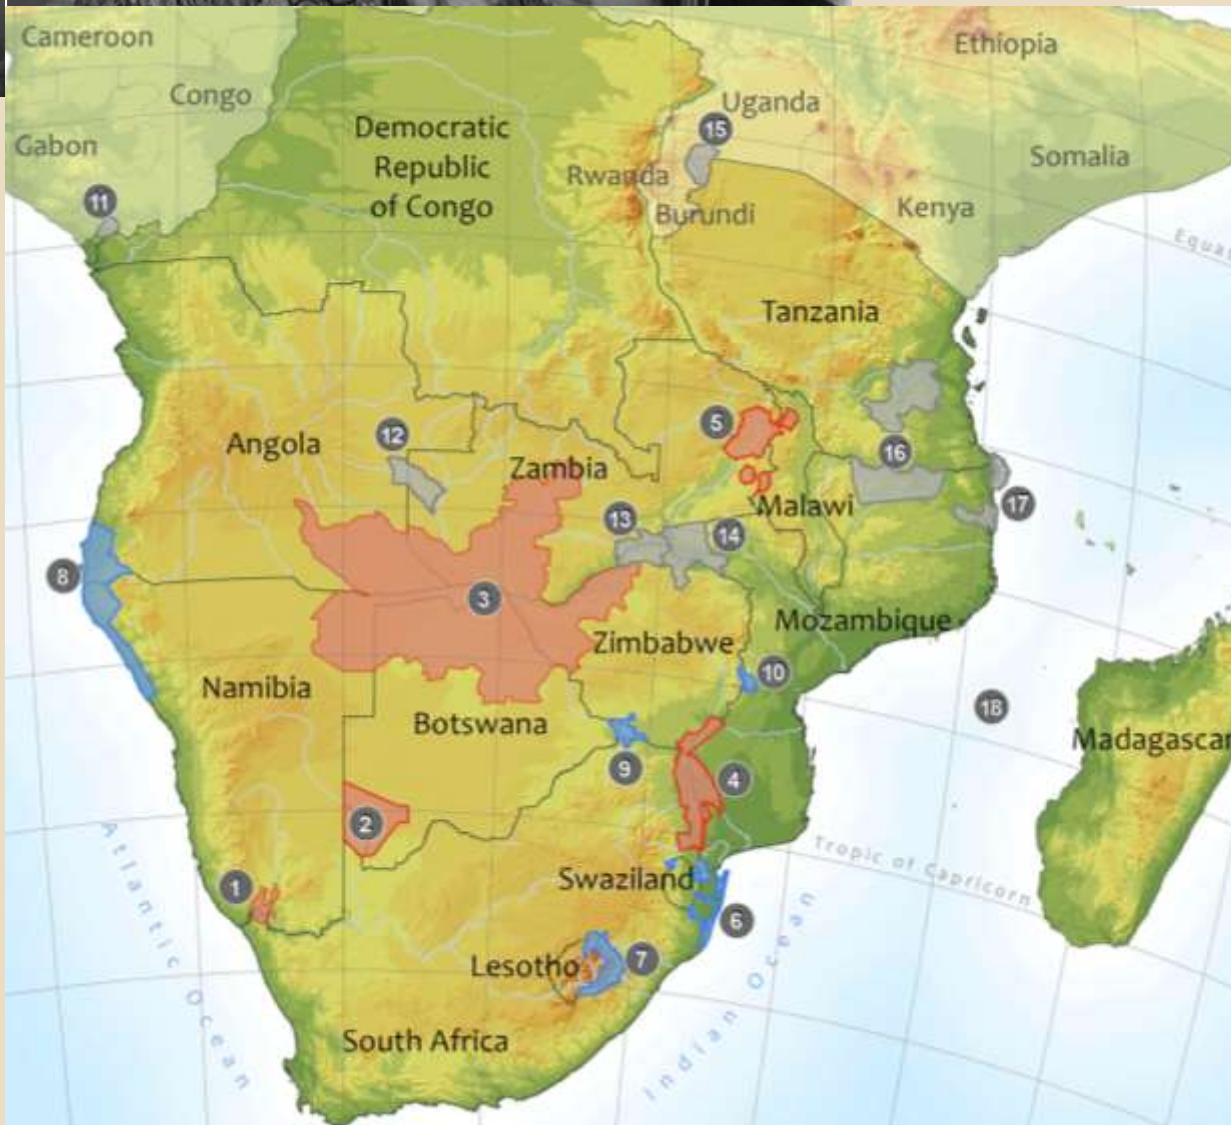 Cameroon
Ethiopia
Congo
Uganda
Democratic
Republic
of Congo
15
Gabon
Somalia
Rwanda
11
Burundi
Kenya
Equa
Tanzania
5
12
Angola
16
Zambia
Malawi
17
13
14
8
3
Mozambique
Zimbabwe
10
Namibia
18
Botswana
Madagascar
9
4
2
Tropic of Capricorn
Atlantic Ocean
1
Swaziland
6
Lesotho
7
Indian Ocean
South Africa